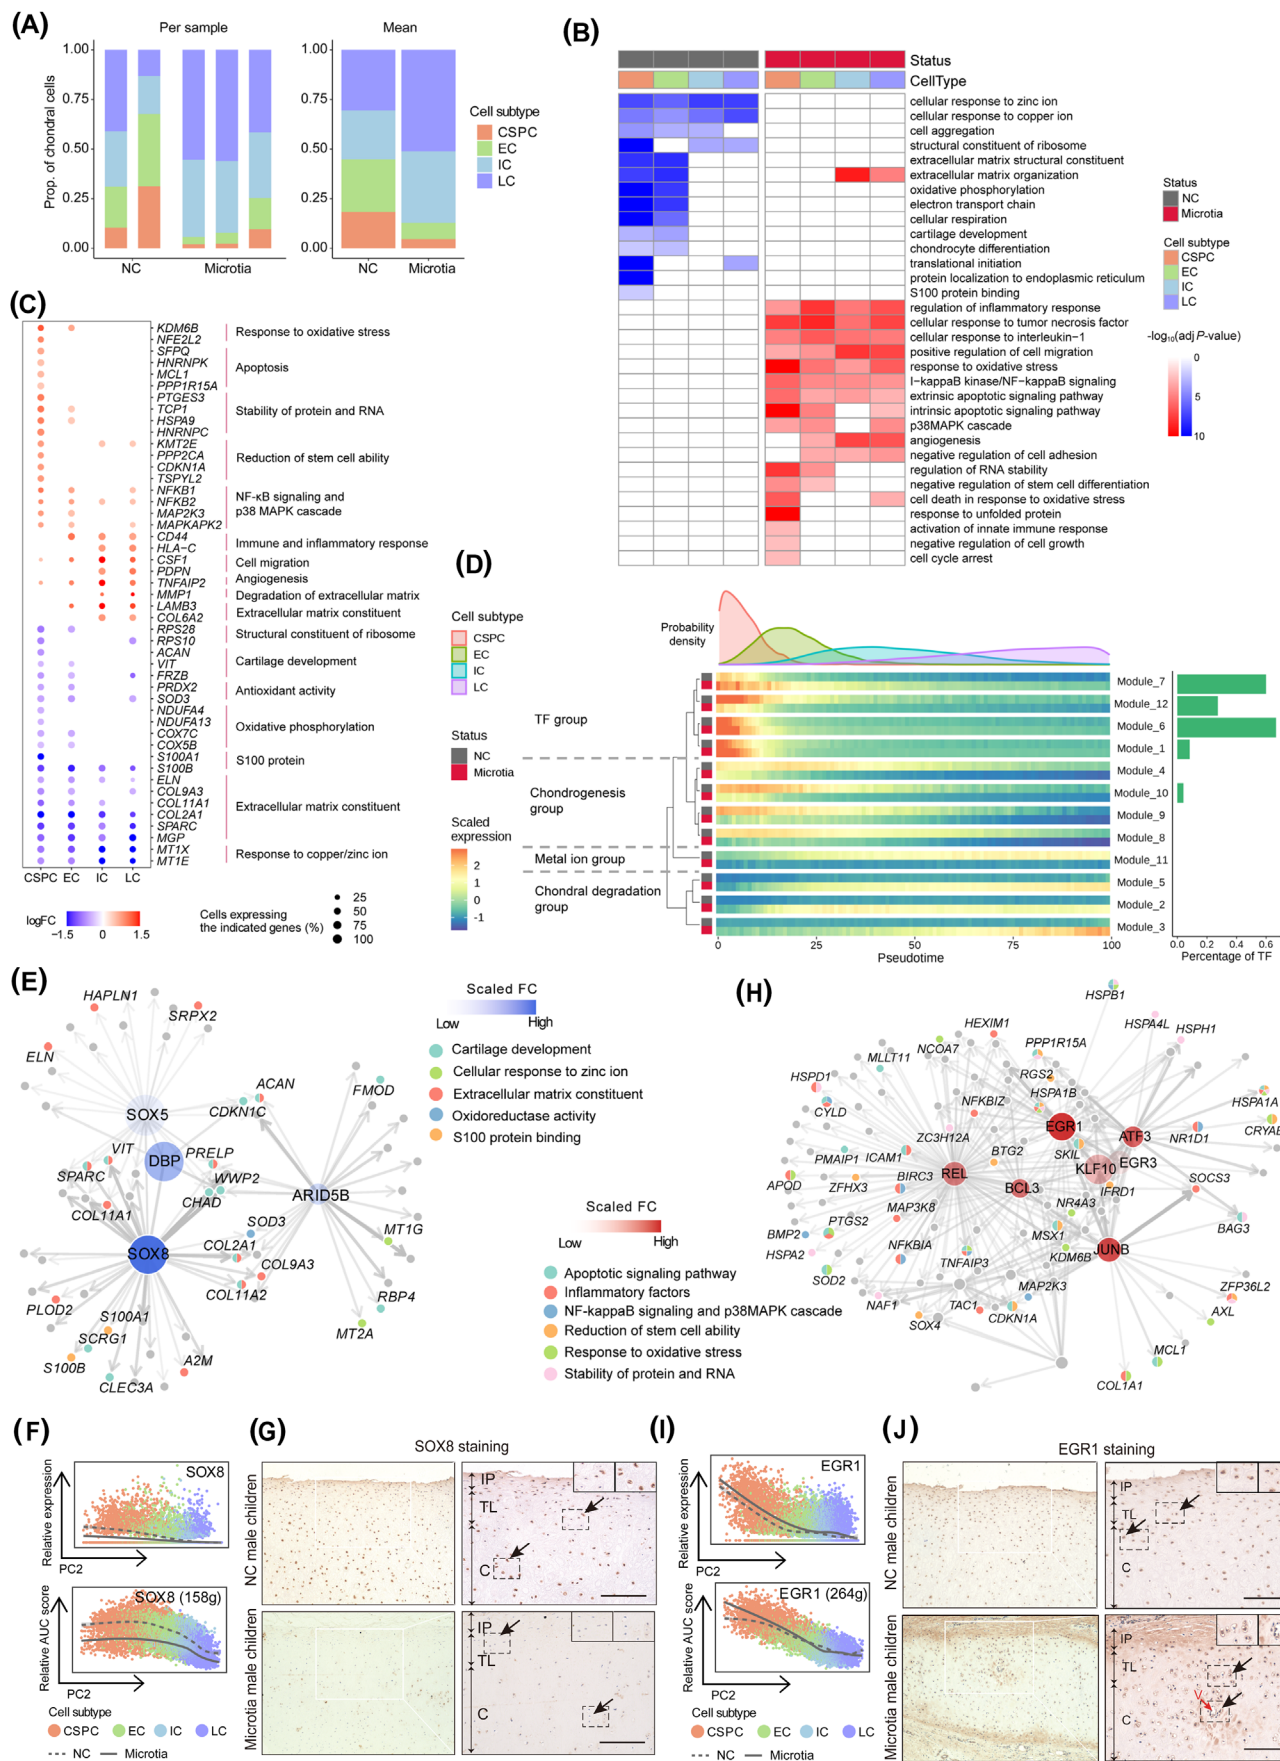 (A)
Per sample
Mean
Prop. of chondral cells
1.00
0.75
0.50
0.25
0.00
1.00
0.75
0.50
0.25
0.00
NC
Microtia
NC
Microtia
Cell subtype
CSPC
EC
IC
LC
(B)
Status
CellType
cellular response to zinc ion
cellular response to copper ion
cell aggregation
structural constituent of ribosome
extracellular matrix structural constituent
extracellular matrix organization
oxidative phosphorylation
electron transport chain
cellular respiration
cartilage development
chondrocyte differentiation
translational initiation
protein localization to endoplasmic reticulum
S100 protein binding
regulation of inflammatory response
cellular response to tumor necrosis factor
cellular response to interleukin−1
positive regulation of cell migration
response to oxidative stress
I−kappaB kinase/NF−kappaB signaling
extrinsic apoptotic signaling pathway
intrinsic apoptotic signaling pathway
p38MAPK cascade
angiogenesis
negative regulation of cell adhesion
regulation of RNA stability
negative regulation of stem cell differentiation
cell death in response to oxidative stress
response to unfolded protein
activation of innate immune response
negative regulation of cell growth
cell cycle arrest
Status
NC
Microtia
Cell subtype
CSPC
EC
IC
LC
-log10(adj P-value)
0
10
(C)
KDM6B
NFE2L2
SFPQ
HNRNPK
MCL1
PPP1R15A
PTGES3
TCP1
HSPA9
HNRNPC
KMT2E
PPP2CA
CDKN1A
TSPYL2
NFKB1
NFKB2
MAP2K3
MAPKAPK2
CD44
HLA−C
CSF1
PDPN
TNFAIP2
MMP1
LAMB3
COL6A2
RPS28
RPS10
ACAN
VIT
FRZB
PRDX2
SOD3
NDUFA4
NDUFA13
COX7C
COX5B
S100A1
S100B
ELN
COL9A3
COL11A1
COL2A1
SPARC
MGP
MT1X
MT1E
Response to oxidative stress
Apoptosis
Stability of protein and RNA
Reduction of stem cell ability
NF-κB signaling and
p38 MAPK cascade
Immune and inflammatory response
Cell migration
Angiogenesis
Degradation of extracellular matrix
Extracellular matrix constituent
Structural constituent of ribosome
Cartilage development
Antioxidant activity
Oxidative phosphorylation
S100 protein
Extracellular matrix constituent
Response to copper/zinc ion
CSPC EC IC LC
logFC
−1.5 0 1.5
Cells expressing
the indicated genes (%)
25
50
75
100
(D)
Cell subtype
CSPC
EC
IC
LC
Status
NC
Microtia
Scaled
expression
2
1
0
-1
Probability
density
TF group
Chondrogenesis
group
Metal ion group
Chondral degradation
group
Module_7
Module_12
Module_6
Module_1
Module_4
Module_10
Module_9
Module_8
Module_11
Module_5
Module_2
Module_3
0 25 50 75 100
Pseudotime
0.0 0.2 0.4 0.6
Percentage of TF
(E)
HAPLN1
SRPX2
ELN
ACAN
CDKN1C
FMOD
SOX5
VIT
DBP
PRELP
SPARC
WWP2
CHAD
ARID5B
COL11A1
SOD3
MT1G
COL2A1
SOX8
COL9A3
COL11A2
PLOD2
S100A1
RBP4
SCRG1
MT2A
S100B
A2M
CLEC3A
Scaled FC
Low
High
Cartilage development
Cellular response to zinc ion
Extracellular matrix constituent
Oxidoreductase activity
S100 protein binding
Scaled FC
Low
High
Apoptotic signaling pathway
Inflammatory factors
NF-kappaB signaling and p38MAPK cascade
Reduction of stem cell ability
Response to oxidative stress
Stability of protein and RNA
(H)
HSPB1
HEXIM1
HSPA4L
HSPH1
NCOA7
PPP1R15A
MLLT11
RGS2
HSPD1
HSPA1B
HSPA1A
NFKBIZ
CYLD
EGR1
ATF3
CRYAB
ZC3H12A
NR1D1
BTG2
SKIL
PMAIP1
ICAM1
EGR3
KLF10
REL
BIRC3
BCL3
SOCS3
APOD
ZFHX3
IFRD1
MAP3K8
NR4A3
PTGS2
BAG3
BMP2
MSX1
NFKBIA
JUNB
HSPA2
TNFAIP3
KDM6B
SOD2
MAP2K3
ZFP36L2
NAF1
TAC1
AXL
SOX4
CDKN1A
MCL1
COL1A1
(F)
Relative expression
SOX8
PC2
Relative AUC score
SOX8 (158g)
PC2
Cell subtype
CSPC EC IC LC
NC Microtia
(G)
SOX8 staining
NC male children
IP
TL
C
Microtia male children
IP
TL
C
(I)
Relative expression
EGR1
PC2
Relative AUC score
EGR1 (264g)
PC2
Cell subtype
CSPC EC IC LC
NC Microtia
(J)
EGR1 staining
NC male children
IP
TL
C
Microtia male children
IP
TL
V
C